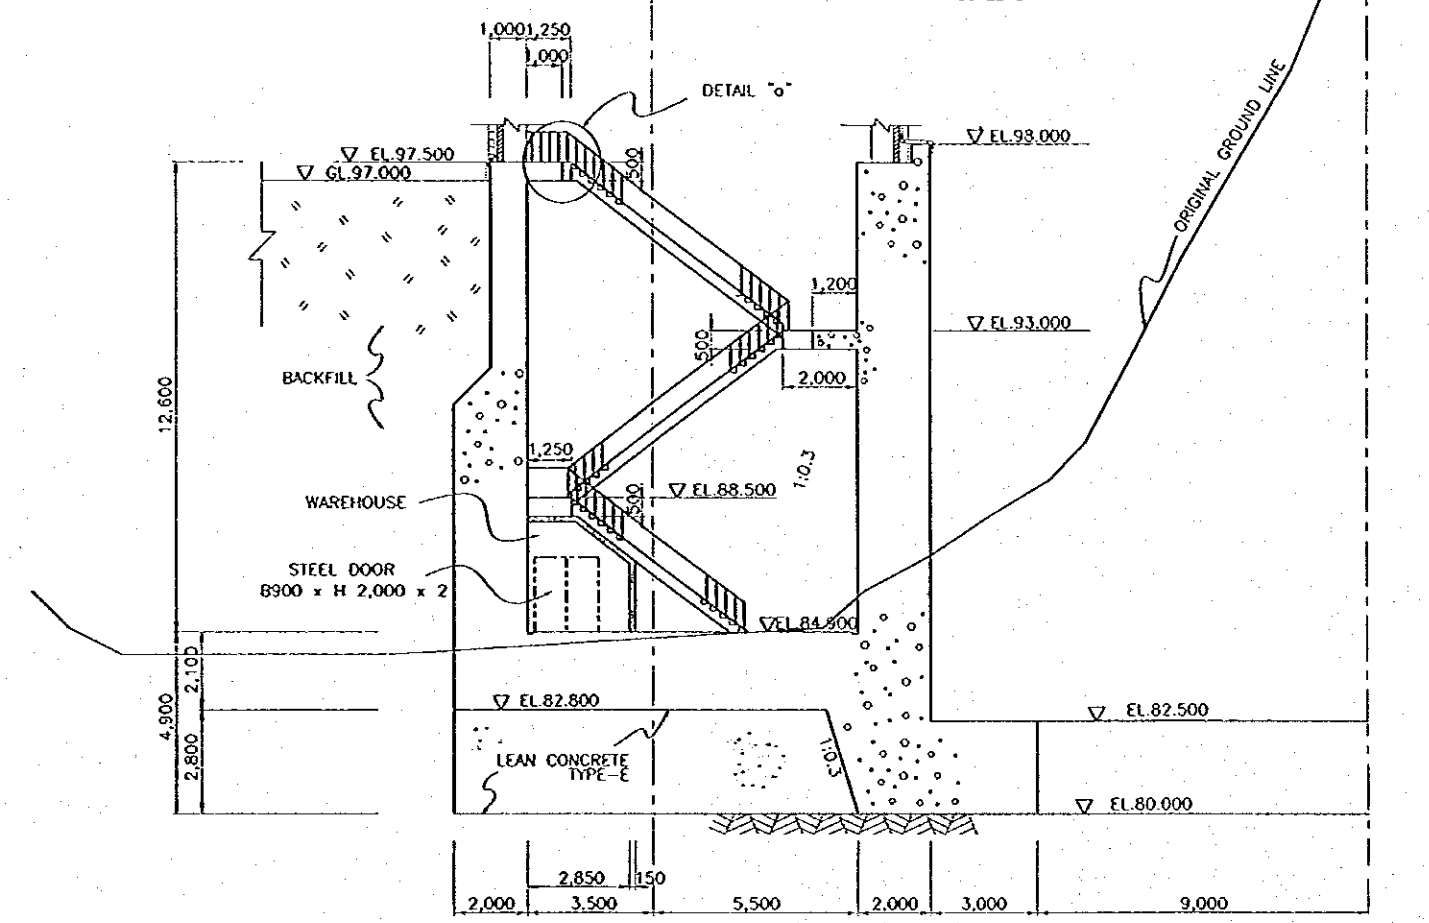 1,000 1,250
1,000
DETAIL "o"
EL.98.000
EL.97.500
GL.97.000
500
ORIGINAL GROUND LINE
1,200
EL.93.000
500
2,000
BACKFILL
12,600
1,250
1:0.3
WAREHOUSE
500
EL.88.500
STEEL DOOR
B900 x H 2,000 x 2
EL.84.900
2,100
4,900
EL.82.800
EL.82.500
2,800
LEAN CONCRETE
TYPE-E
1:0.3
EL.80.000
2,850
150
2,000
3.500
5,500
2,000
3,000
9,000